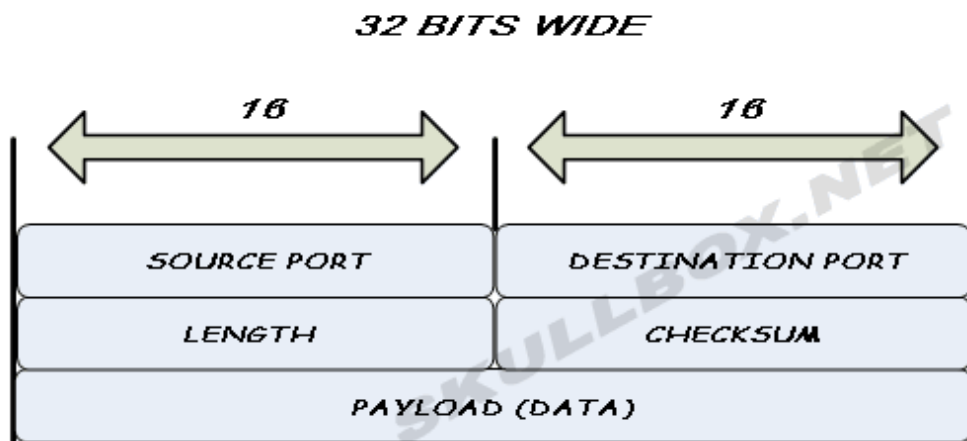 32 BITS WIDE
16 16
SOURCE PORT DESTINATION PORT
LENGTH CHECKSUM
PAYLOAD (DATA)
SKULLBOX.NET